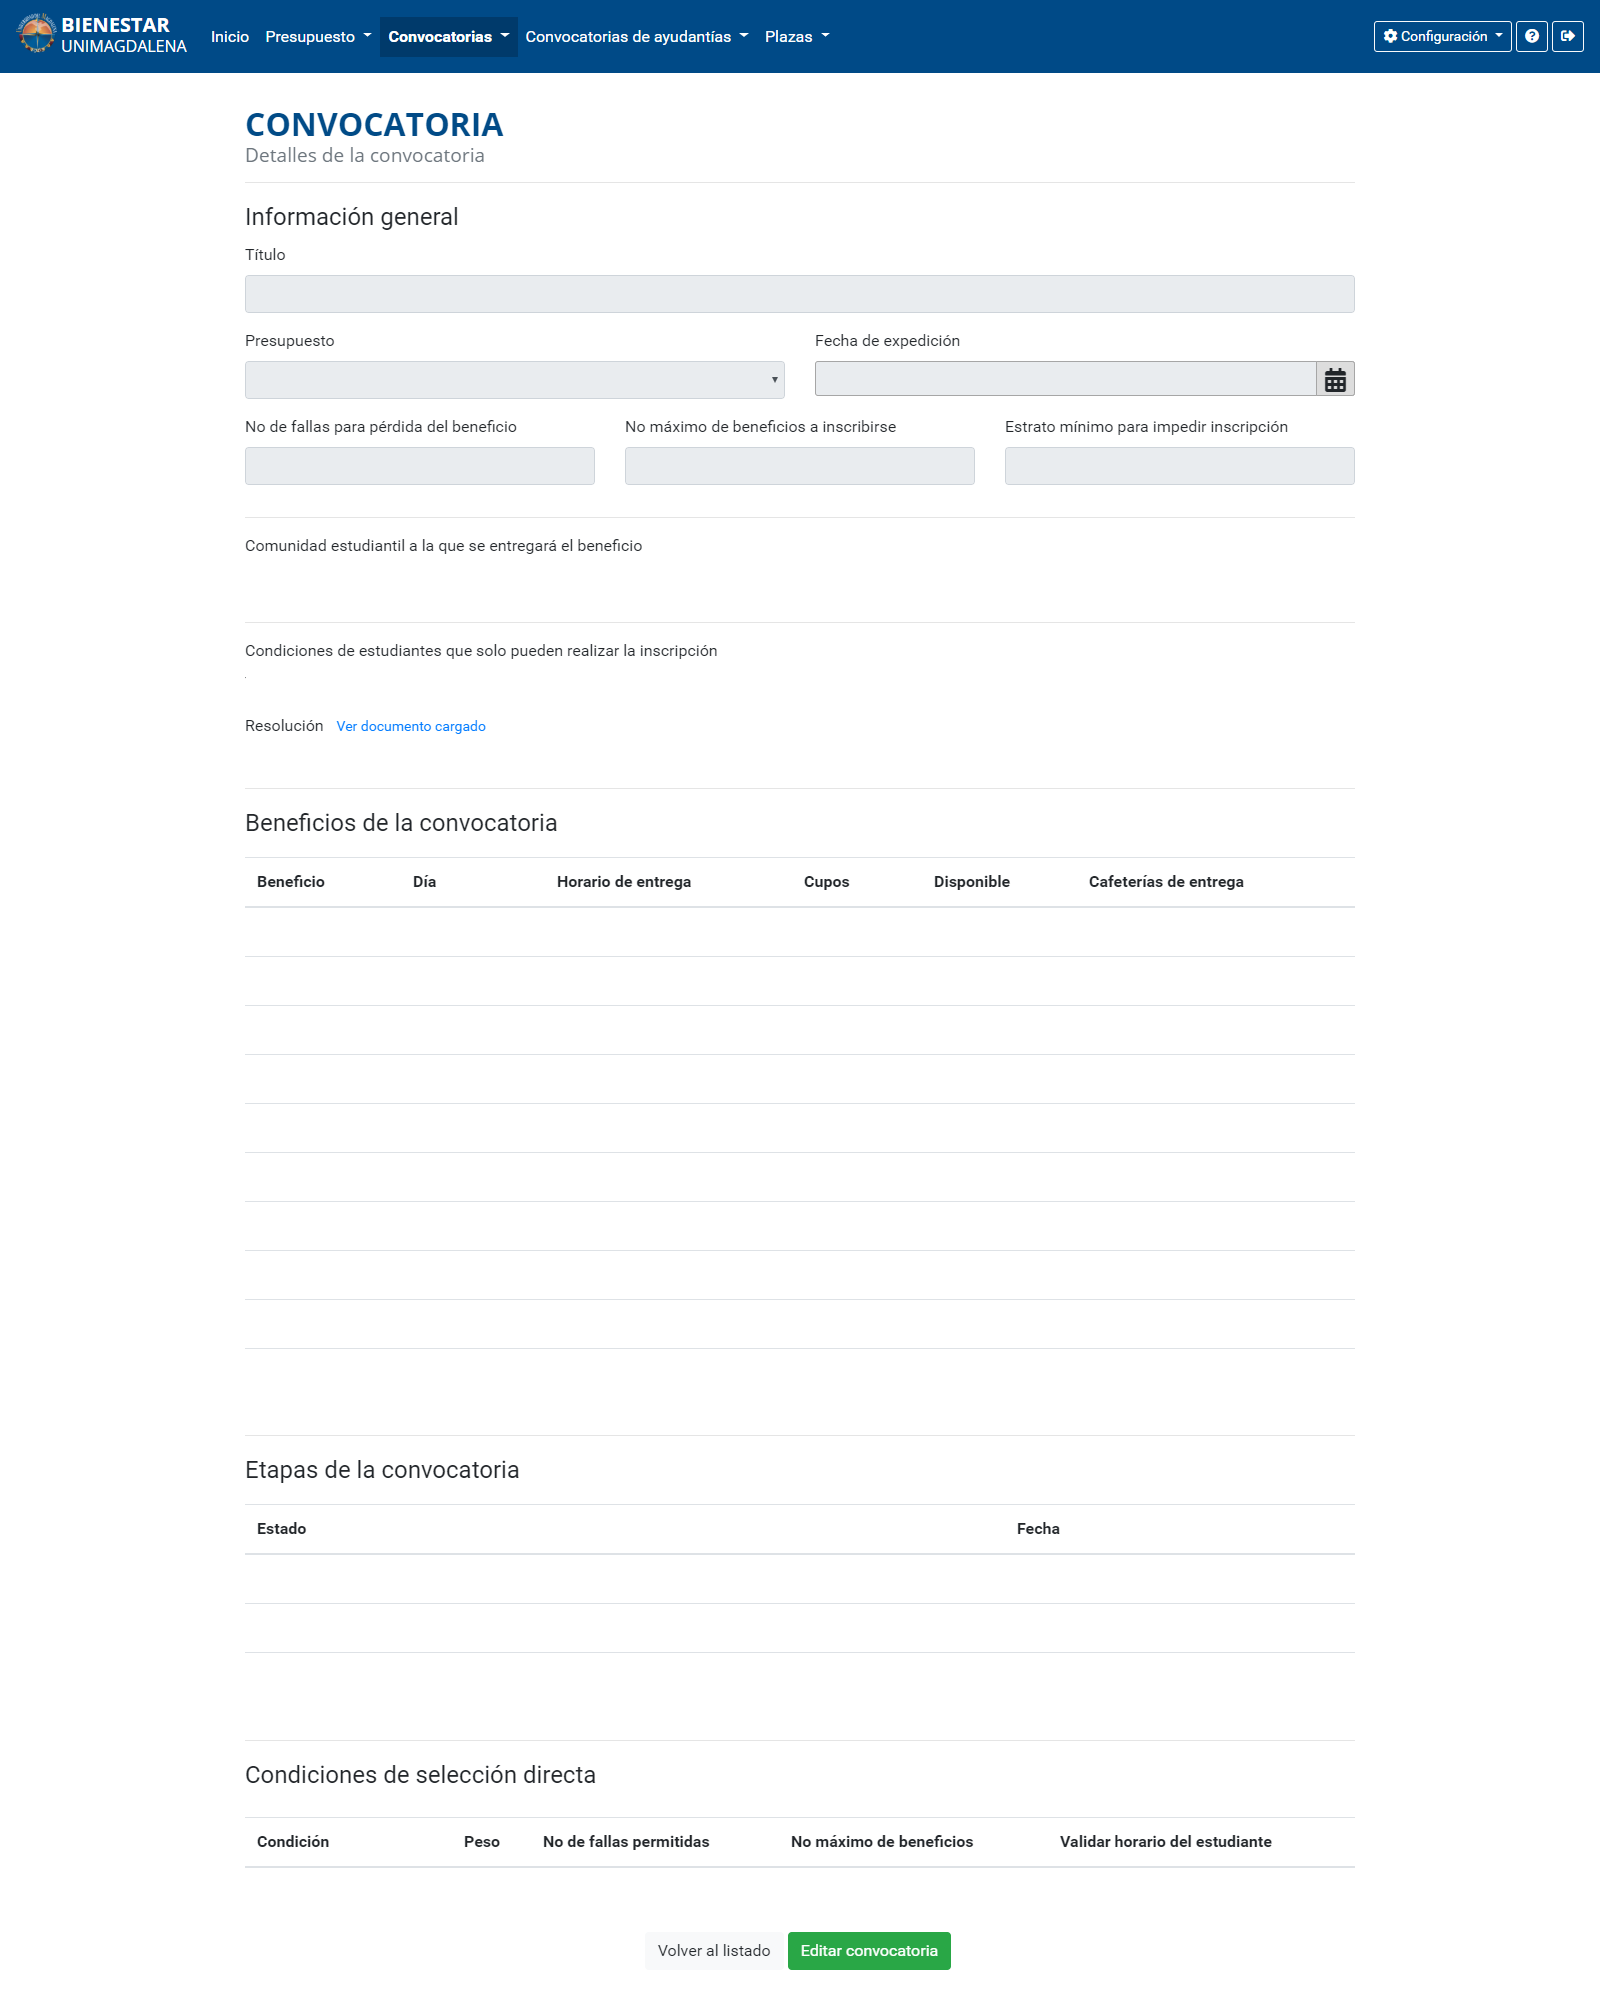 BIENESTAR
UNIMAGDALENA
Inicio Presupuesto Convocatorias Convocatorias de ayudantías Plazas Configuración
CONVOCATORIA
Detalles de la convocatoria
Información general
Título
Presupuesto Fecha de expedición
No de fallas para pérdida del beneficio No máximo de beneficios a inscribirse Estrato mínimo para impedir inscripción
Comunidad estudiantil a la que se entregará el beneficio
Condiciones de estudiantes que solo pueden realizar la inscripción
Resolución Ver documento cargado
Beneficios de la convocatoria
Beneficio Día Horario de entrega Cupos Disponible Cafeterías de entrega
Etapas de la convocatoria
Estado Fecha
Condiciones de selección directa
Condición Peso No de fallas permitidas No máximo de beneficios Validar horario del estudiante
Volver al listado Editar convocatoria